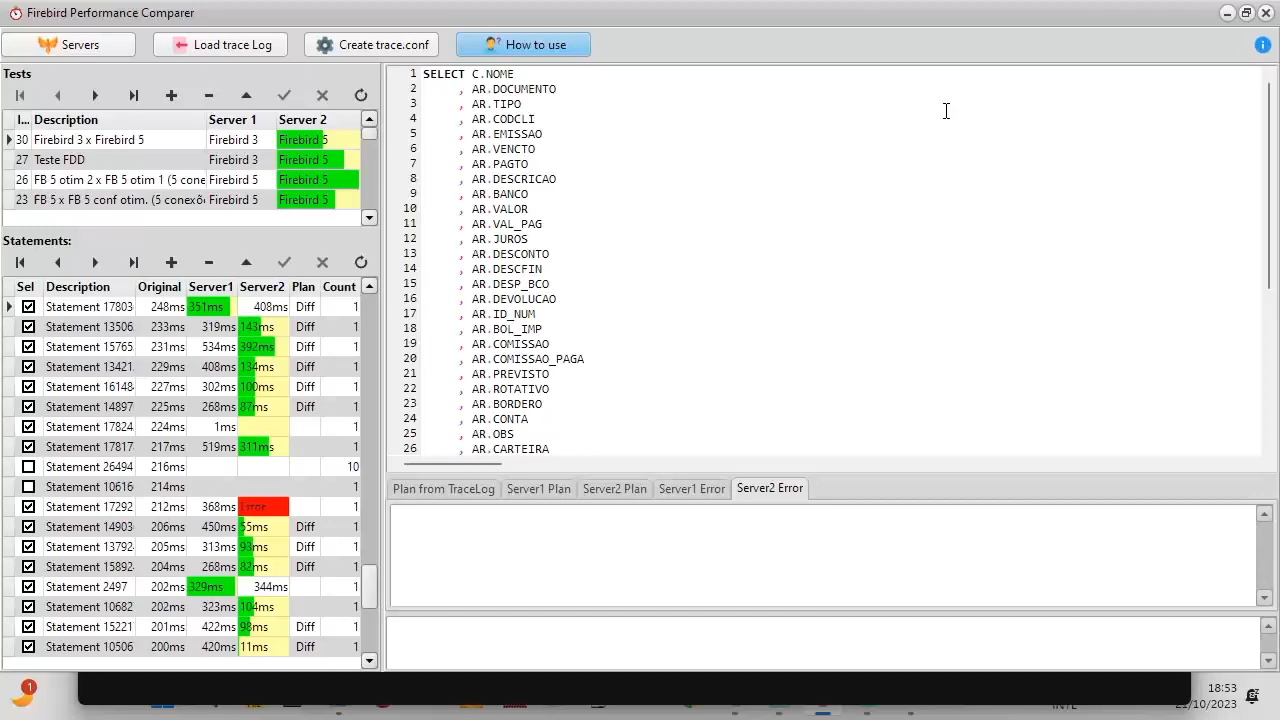 Firebird Performance Comparer
Servers Load trace Log Create trace.conf How to use
Tests
I... Description Server 1 Server 2
30 Firebird 3 x Firebird 5 Firebird 3 Firebird 5
27 Teste FDD Firebird 3 Firebird 5
26 FB 5 otim 2 x FB 5 otim 1 (5 cone Firebird 5 Firebird 5
23 FB 5 x FB 5 conf otim. (5 conexõ Firebird 5 Firebird 5
Statements:
Sel Description Original Server1 Server2 Plan Count
Statement 17803 248ms 351ms 408ms Diff 1
Statement 13506 233ms 319ms 143ms Diff 1
Statement 15765 231ms 534ms 392ms Diff 1
Statement 13421 229ms 408ms 134ms Diff 1
Statement 16148 227ms 302ms 100ms Diff 1
Statement 14897 225ms 268ms 87ms Diff 1
Statement 17824 224ms 1ms 1
Statement 17817 217ms 519ms 311ms 1
Statement 26494 216ms 10
Statement 10616 214ms 1
Statement 17292 212ms 368ms Error 1
Statement 14903 206ms 450ms 55ms Diff 1
Statement 13792 205ms 313ms 93ms Diff 1
Statement 15892 204ms 268ms 82ms Diff 1
Statement 2497 202ms 329ms 344ms 1
Statement 10682 202ms 323ms 104ms 1
Statement 15221 201ms 422ms 98ms Diff 1
Statement 10506 200ms 420ms 11ms Diff 1
1 SELECT C.NOME
2 , AR.DOCUMENTO
3 , AR.TIPO
4 , AR.CODCLI
5 , AR.EMISSAO
6 , AR.VENCTO
7 , AR.PAGTO
8 , AR.DESCRICAO
9 , AR.BANCO
10 , AR.VALOR
11 , AR.VAL_PAG
12 , AR.JUROS
13 , AR.DESCONTO
14 , AR.DESCFIN
15 , AR.DESP_BCO
16 , AR.DEVOLUCAO
17 , AR.ID_NUM
18 , AR.BOL_IMP
19 , AR.COMISSAO
20 , AR.COMISSAO_PAGA
21 , AR.PREVISTO
22 , AR.ROTATIVO
23 , AR.BORDERO
24 , AR.CONTA
25 , AR.OBS
26 , AR.CARTEIRA
Plan from TraceLog Server1 Plan Server2 Plan Server1 Error Server2 Error
1
18:53
21/10/2023